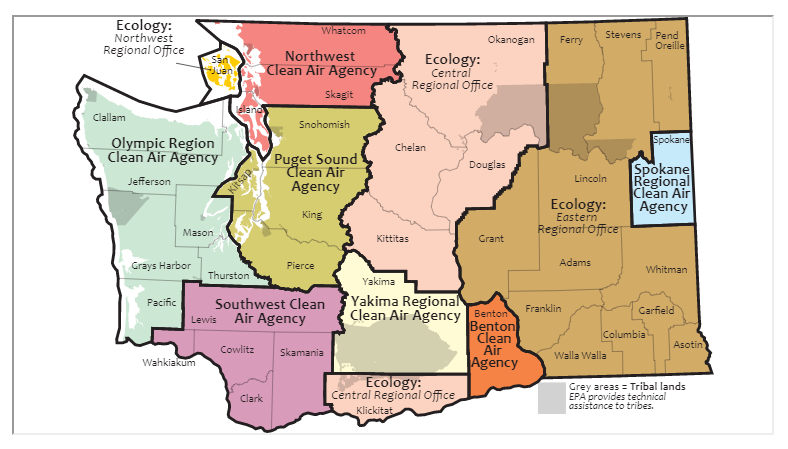 Ecology:
Northwest
Regional Office
San
Juan
Whatcom
Northwest
Clean Air Agency
Skagit
Island
Okanogan
Ecology:
Central
Regional Office
Chelan
Douglas
Kittitas
Ferry
Stevens
Pend
Oreille
Clallam
Olympic Region
Clean Air Agency
Jefferson
Mason
Grays Harbor
Thurston
Pacific
Snohomish
Puget Sound
Clean Air
Agency
Kitsap
King
Pierce
Spokane
Spokane
Regional
Clean Air
Agency
Lincoln
Ecology:
Eastern
Regional Office
Grant
Adams
Whitman
Franklin
Garfield
Columbia
Walla Walla
Asotin
Southwest Clean
Air Agency
Lewis
Wahkiakum
Cowlitz
Skamania
Clark
Yakima
Yakima Regional
Clean Air Agency
Benton
Benton
Clean
Air
Agency
Ecology:
Central Regional Office
Klickitat
Grey areas = Tribal lands
EPA provides technical
assistance to tribes.